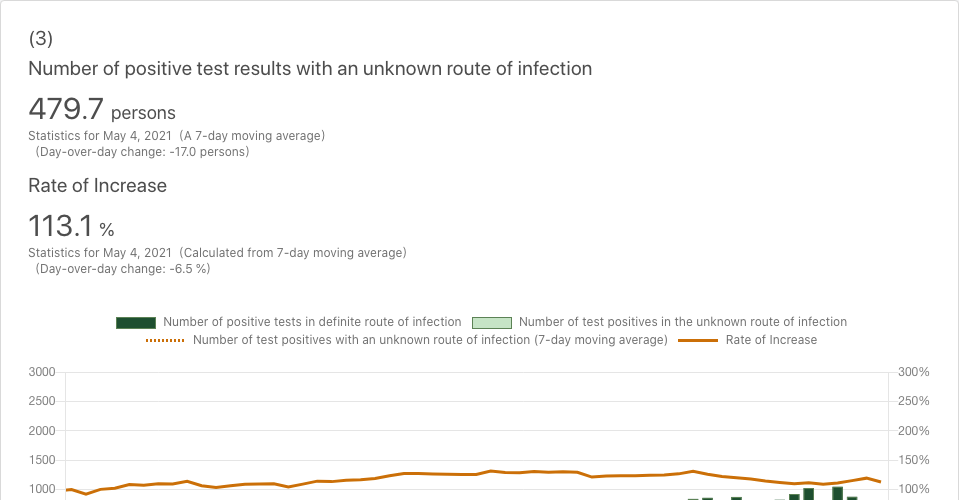 (3)
Number of positive test results with an unknown route of infection
479.7 persons
Statistics for May 4, 2021 (A 7-day moving average)
(Day-over-day change: -17.0 persons)
Rate of Increase
113.1 %
Statistics for May 4, 2021 (Calculated from 7-day moving average)
(Day-over-day change: -6.5 %)
Number of positive tests in definite route of infection Number of test positives in the unknown route of infection
Number of test positives with an unknown route of infection (7-day moving average) Rate of Increase
3000 300%
2500 250%
2000 200%
1500 150%
1000 100%